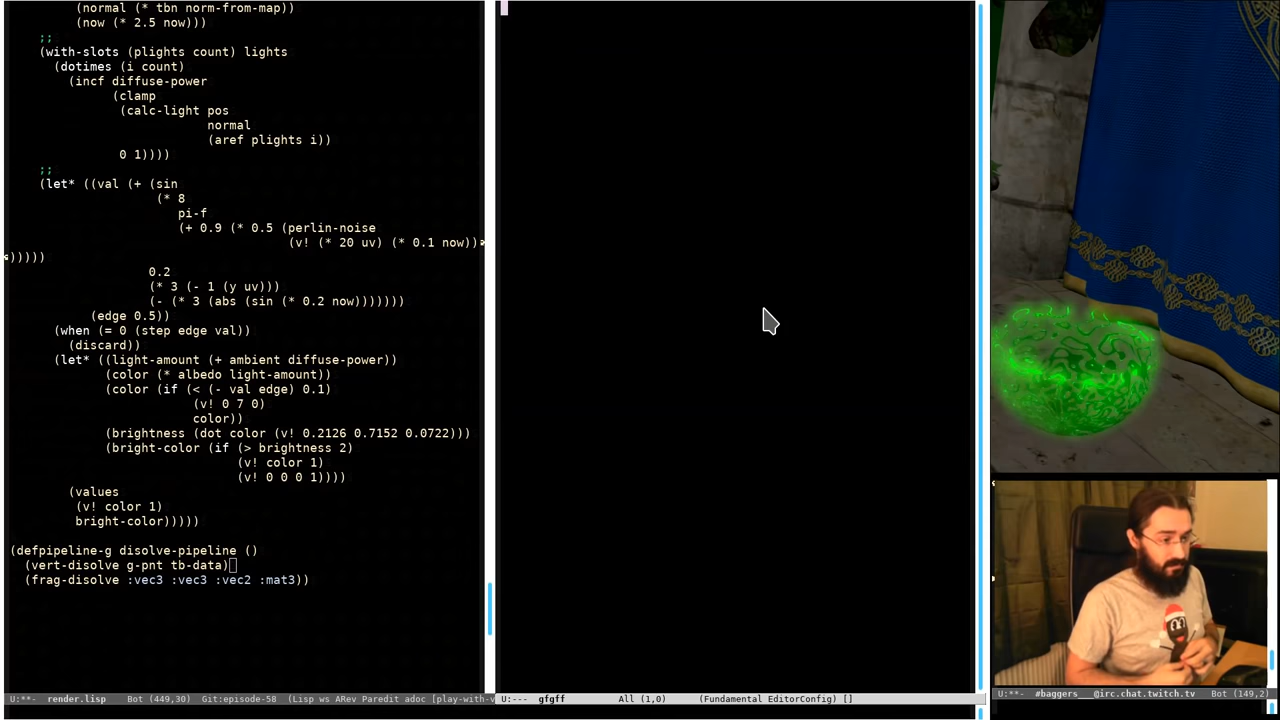 (normal (* tbn norm-from-map))
(now (* 2.5 now)))
;;
(with-slots (plights count) lights
(dotimes (i count)
(incf diffuse-power
(clamp
(calc-light pos
normal
(aref plights i))
0 1))))
;;
(let* ((val (+ (sin
(* 8
pi-f
(+ 0.9 (* 0.5 (perlin-noise
(v! (* 20 uv) (* 0.1 now))
)))))
0.2
(* 3 (- 1 (y uv)))
(- (* 3 (abs (sin (* 0.2 now)))))))
(edge 0.5))
(when (= 0 (step edge val))
(discard))
(let* ((light-amount (+ ambient diffuse-power))
(color (* albedo light-amount))
(color (if (< (- val edge) 0.1)
(v! 0 7 0)
color))
(brightness (dot color (v! 0.2126 0.7152 0.0722)))
(bright-color (if (> brightness 2)
(v! color 1)
(v! 0 0 0 1))))
(values
(v! color 1)
bright-color)))))
(defpipeline-g disolve-pipeline ()
(vert-disolve g-pnt tb-data)
(frag-disolve :vec3 :vec3 :vec2 :mat3))
U:**- render.lisp Bot (449,30) Git:episode-58 (Lisp ws ARev Paredit adoc [play-with-v
U:--- gfgff All (1,0) (Fundamental EditorConfig) []
U:**- #baggers___@irc.chat.twitch.tv Bot (149,2)